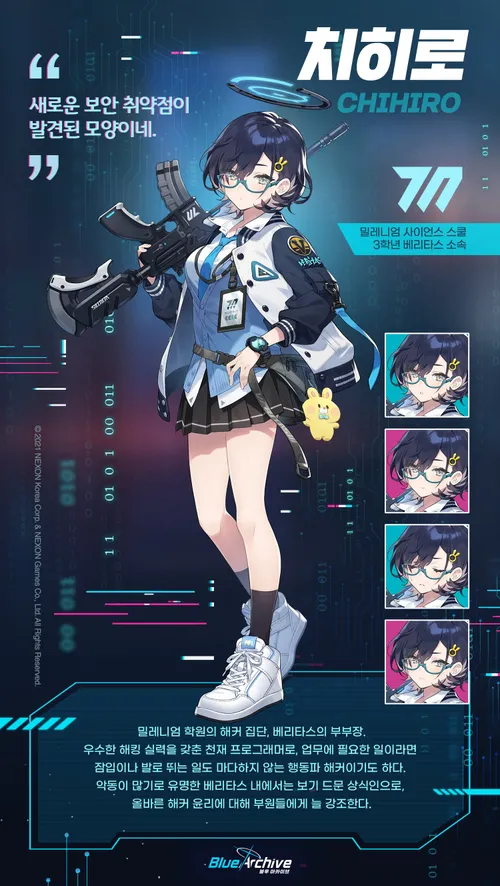 치히로
CHIHIRO
“
새로운 보안 취약점이
발견된 모양이네.
”
밀레니엄 사이언스 스쿨
3학년 베리타스 소속
© 2021 NEXON Korea Corp. & NEXON Games Co., Ltd. All Rights Reserved.
밀레니엄 학원의 해커 집단, 베리타스의 부부장.
우수한 해킹 실력을 갖춘 천재 프로그래머로, 업무에 필요한 일이라면
잠입이나 발로 뛰는 일도 마다하지 않는 행동파 해커이기도 하다.
악동이 많기로 유명한 베리타스 내에서는 보기 드문 상식인으로,
올바른 해커 윤리에 대해 부원들에게 늘 강조한다.
Blue Archive
블루 아카이브